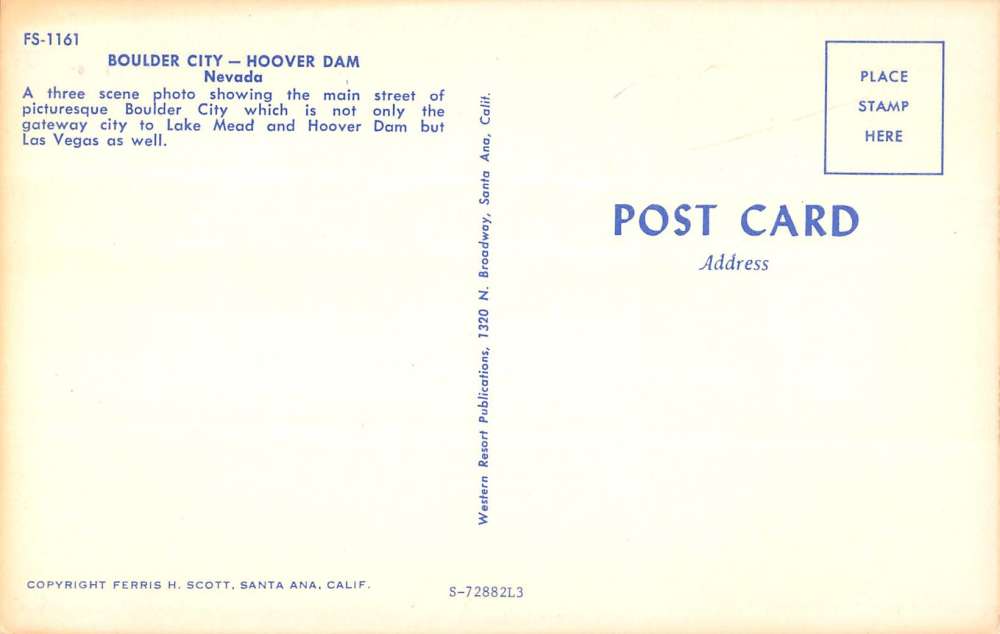 FS-1161
BOULDER CITY — HOOVER DAM
Nevada
A three scene photo showing the main street of
picturesque Boulder City which is not only the
gateway city to Lake Mead and Hoover Dam but
Las Vegas as well.
Western Resort Publications, 1320 N. Broadway, Santa Ana, Calif.
PLACE
STAMP
HERE
POST CARD
Address
COPYRIGHT FERRIS H. SCOTT, SANTA ANA, CALIF.
S-72882L3